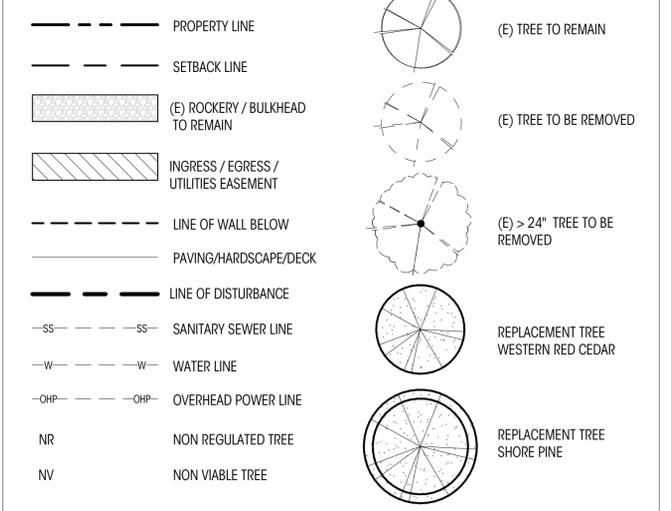 PROPERTY LINE
SETBACK LINE
(E) ROCKERY / BULKHEAD
TO REMAIN
INGRESS / EGRESS /
UTILITIES EASEMENT
LINE OF WALL BELOW
PAVING/HARDSCAPE/DECK
LINE OF DISTURBANCE
SS SS SANITARY SEWER LINE
W W WATER LINE
OHP OHP OVERHEAD POWER LINE
NR NON REGULATED TREE
NV NON VIABLE TREE
(E) TREE TO REMAIN
(E) TREE TO BE REMOVED
(E) > 24" TREE TO BE
REMOVED
REPLACEMENT TREE
WESTERN RED CEDAR
REPLACEMENT TREE
SHORE PINE